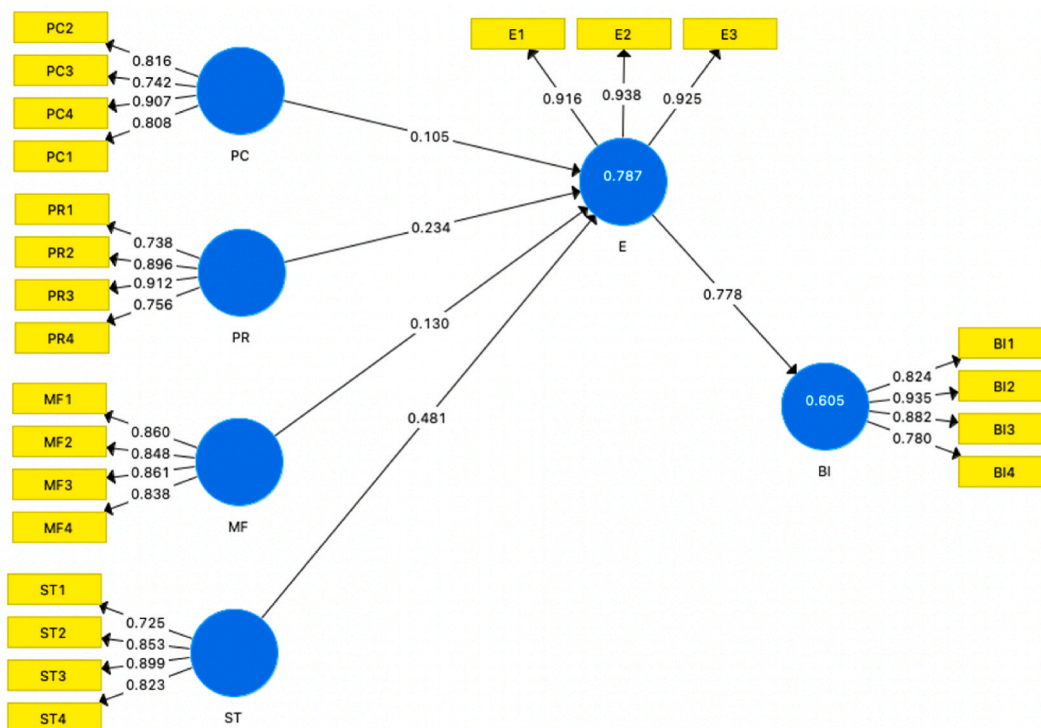 PC2
PC3
PC4
PC1
0.816
0.742
0.907
0.808
PC
E1
E2
E3
0.916
0.938
0.925
0.105
0.787
E
PR1
PR2
PR3
PR4
0.738
0.896
0.912
0.756
PR
0.234
0.130
0.778
MF1
MF2
MF3
MF4
0.860
0.848
0.861
0.838
MF
0.481
0.605
BI
0.824
0.935
0.882
0.780
BI1
BI2
BI3
BI4
ST1
ST2
ST3
ST4
0.725
0.853
0.899
0.823
ST